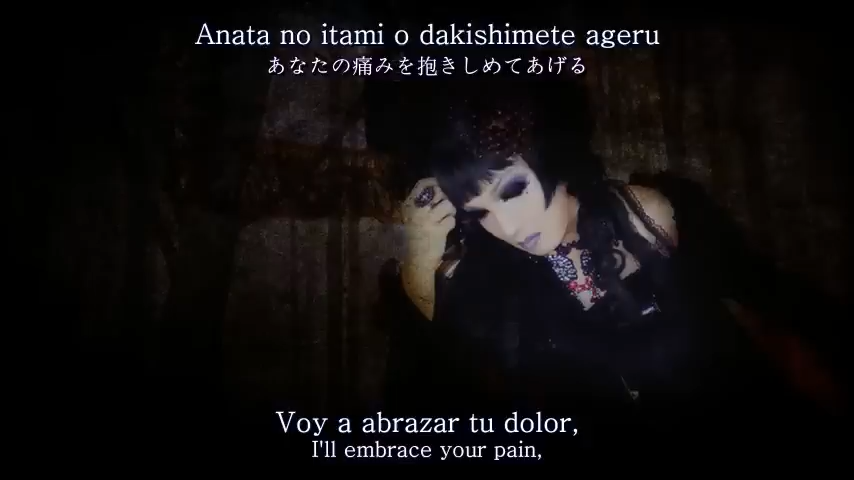 Anata no itami o dakishimete ageru
あなたの痛みを抱きしめてあげる
Voy a abrazar tu dolor,
I'll embrace your pain,